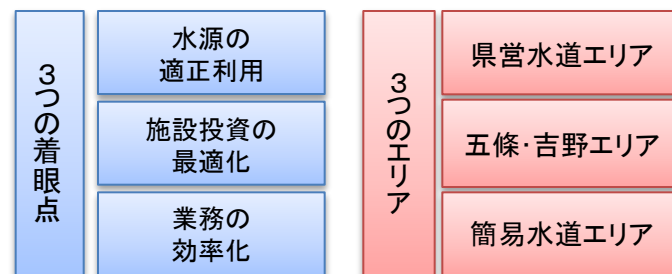 3つの着眼点
水源の
適正利用
施設投資の
最適化
業務の
効率化
3つのエリア
県営水道エリア
五條・吉野エリア
簡易水道エリア